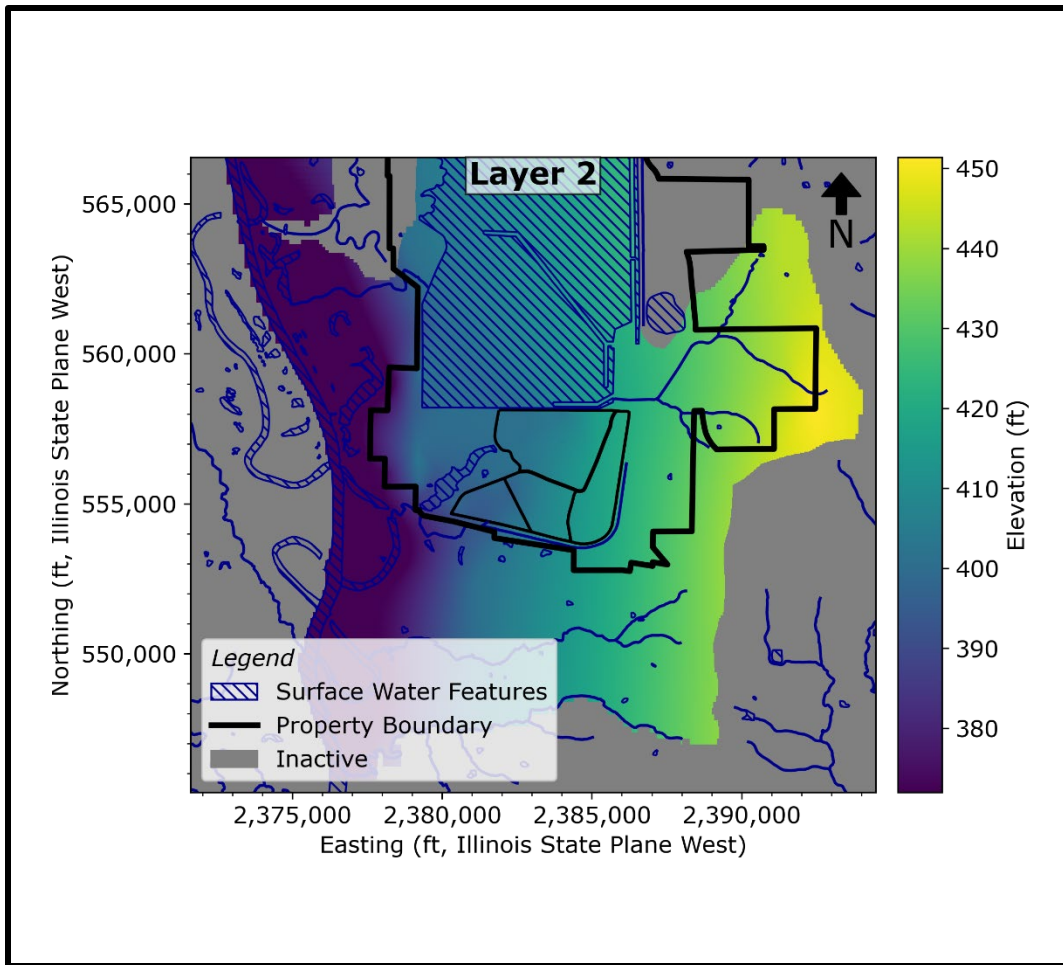 Layer 2
N
565,000
560,000
555,000
550,000
Northing (ft, Illinois State Plane West)
2,375,000
2,380,000
2,385,000
2,390,000
Easting (ft, Illinois State Plane West)
Legend
Surface Water Features
Property Boundary
Inactive
450
440
430
420
410
400
390
380
Elevation (ft)